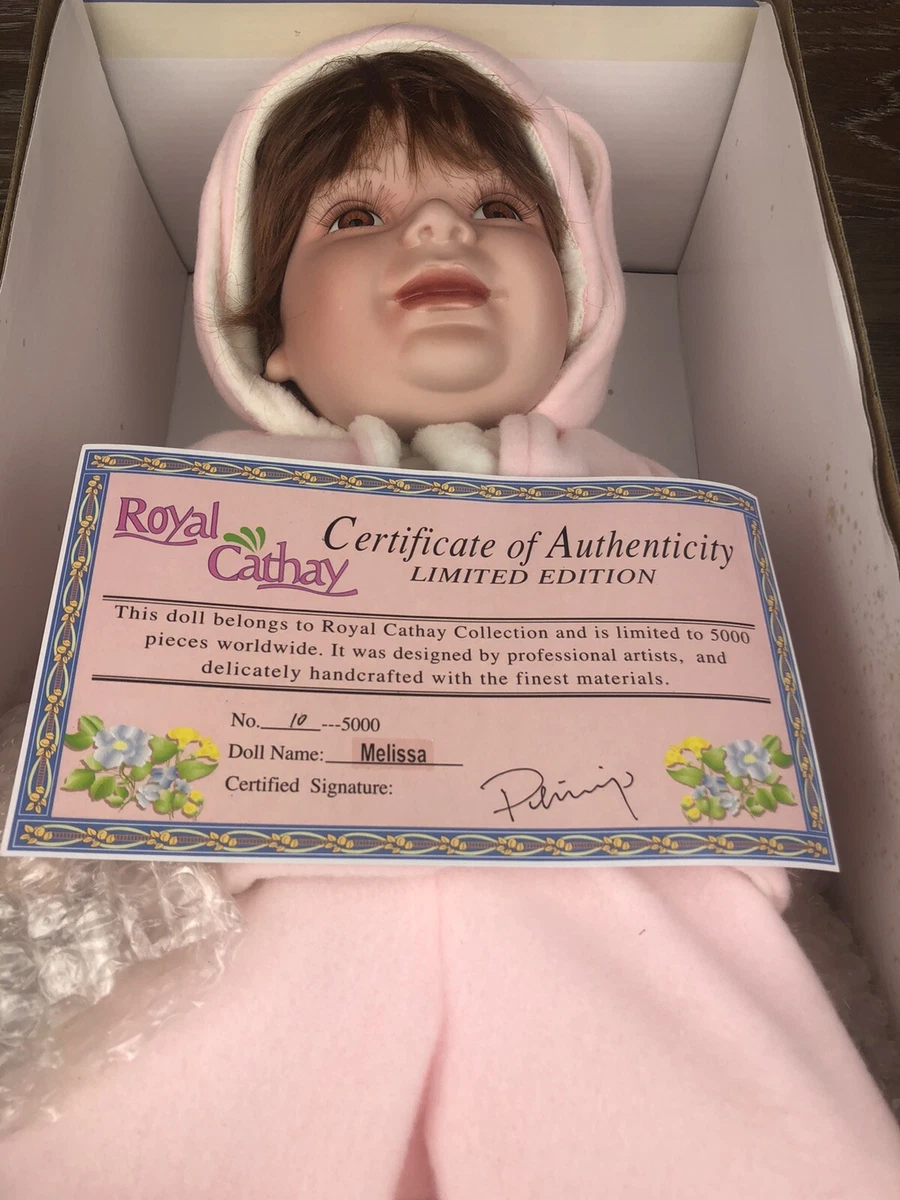 Royal
Cathay
Certificate of Authenticity
LIMITED EDITION
This doll belongs to Royal Cathay Collection and is limited to 5000
pieces worldwide. It was designed by professional artists, and
delicately handcrafted with the finest materials.
No. 10 ---5000
Doll Name: Melissa
Certified Signature: